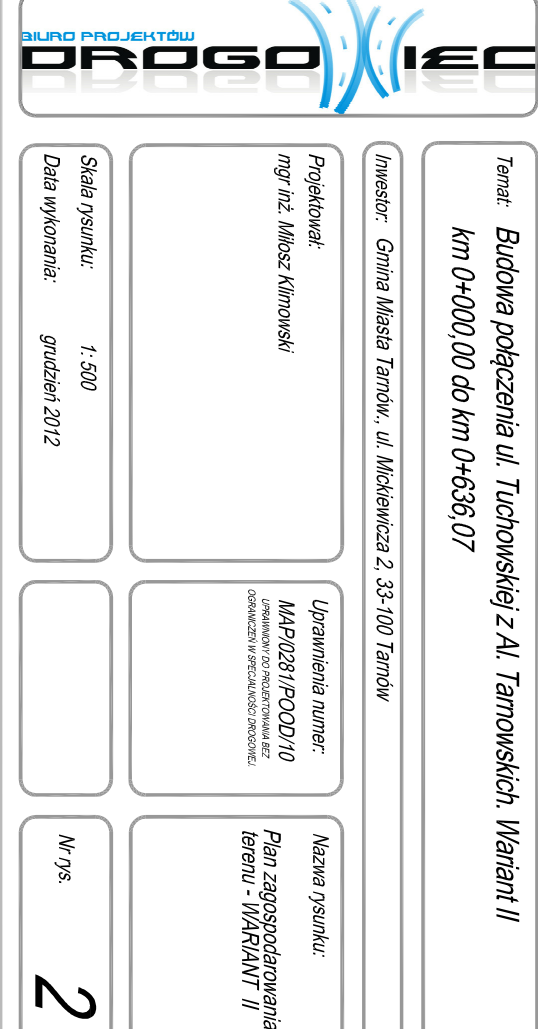 BIURO PROJEKTÓW
DROGOWIEC
Temat: Budowa połączenia ul. Tuchowskiej z Al. Tarnowskich. Wariant II
km 0+000,00 do km 0+636,07
Inwestor: Gmina Miasta Tarnów., ul. Mickiewicza 2, 33-100 Tarnów
Projektował:
mgr inż. Miłosz Klimowski
Uprawnienia numer:
MAP/0281/POOD/10
UPRAWNIONY DO PROJEKTOWANIA BEZ
OGRANICZEŃ W SPECJALNOŚCI DROGOWEJ.
Nazwa rysunku:
Plan zagospodarowania
terenu - WARIANT II
Skala rysunku: 1: 500
Data wykonania: grudzień 2012
Nr rys. 2